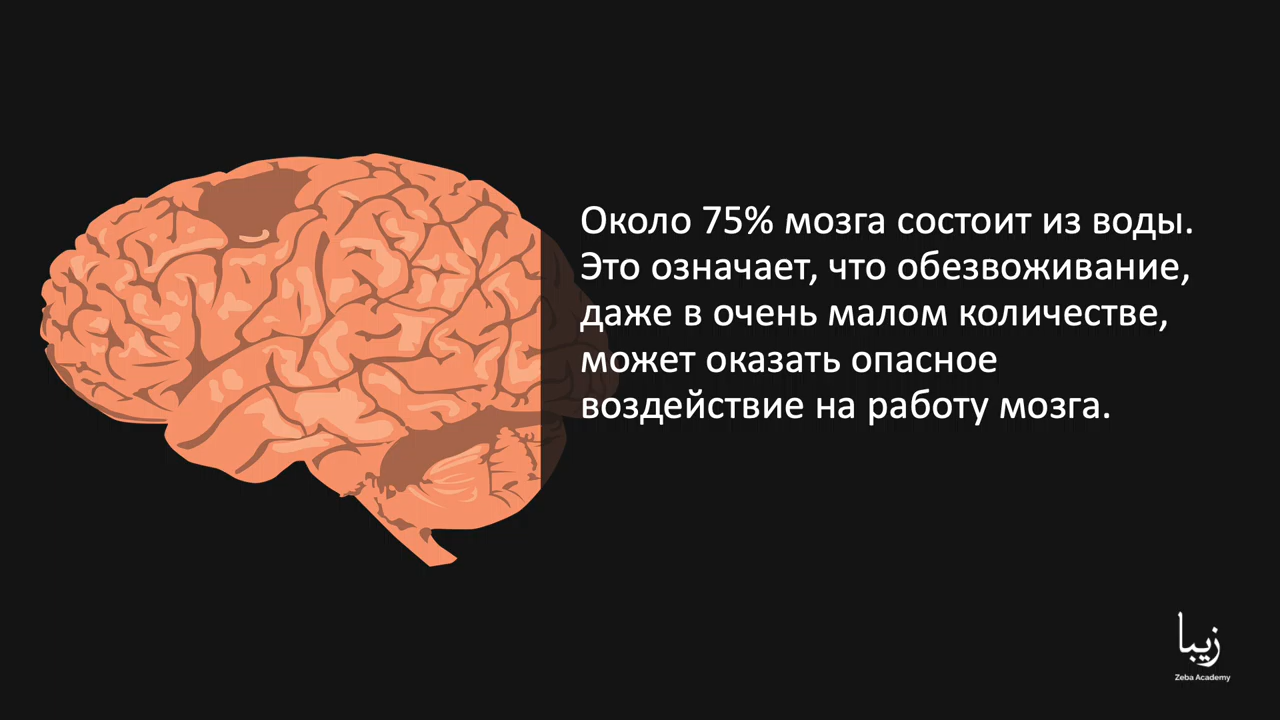 Около 75% мозга состоит из воды.
Это означает, что обезвоживание,
даже в очень малом количестве,
может оказать опасное
воздействие на работу мозга.
زيبا
Zeba Academy